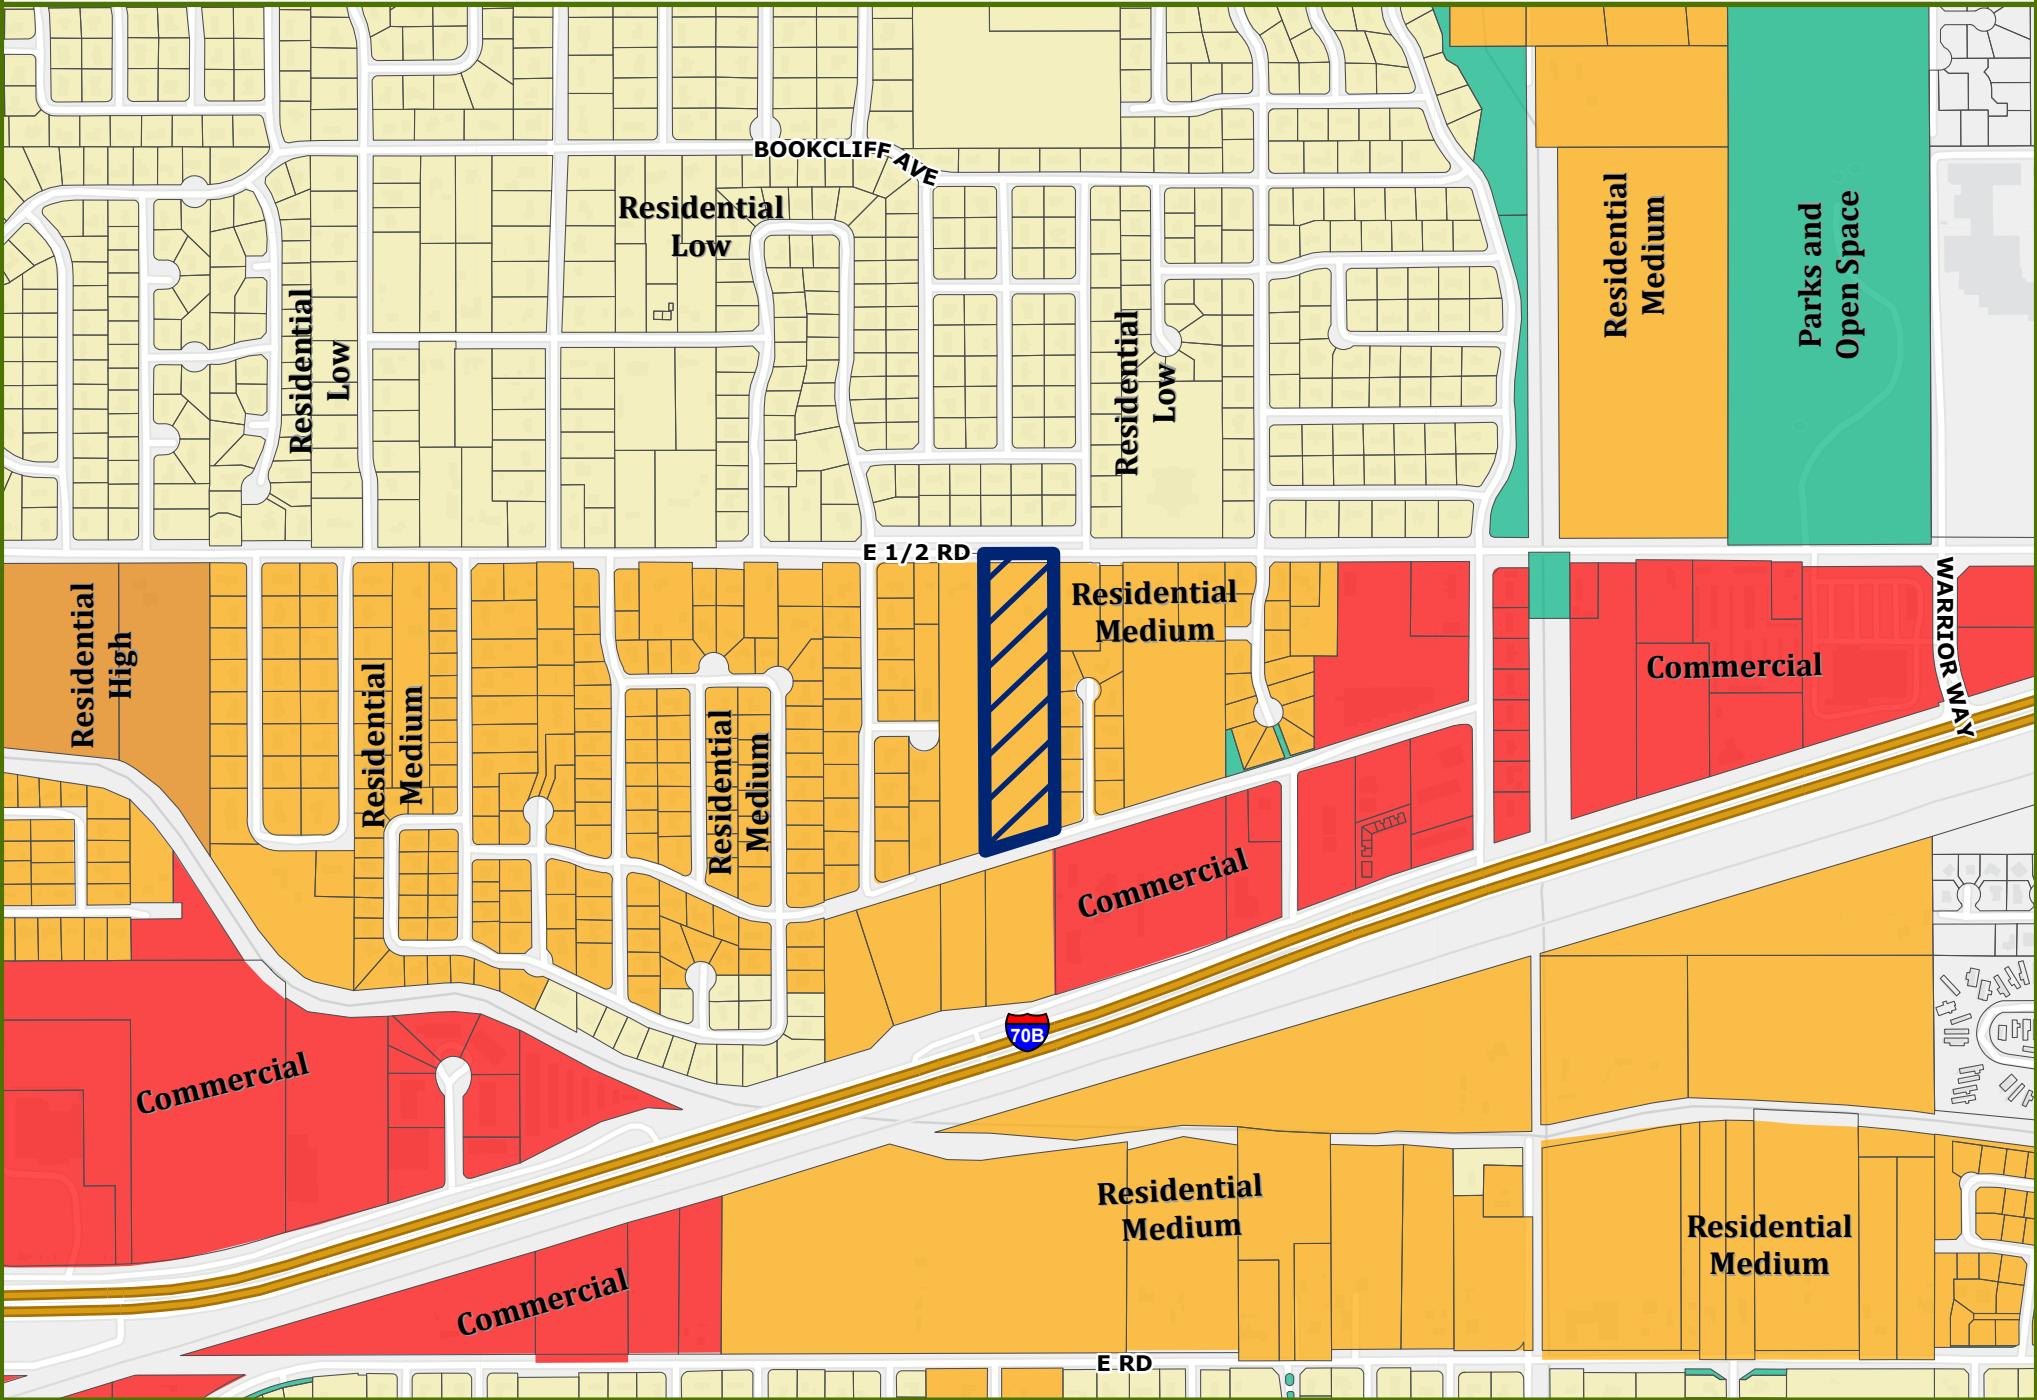 BOOKCLIFF AVE
Residential
Low
Residential
Medium
Parks and
Open Space
Residential
Low
Residential
Low
E 1/2 RD
Residential
High
Residential
Medium
WARRIOR WAY
Commercial
Residential
Medium
Residential
Medium
Commercial
70B
Commercial
Residential
Medium
Residential
Medium
Commercial
E RD